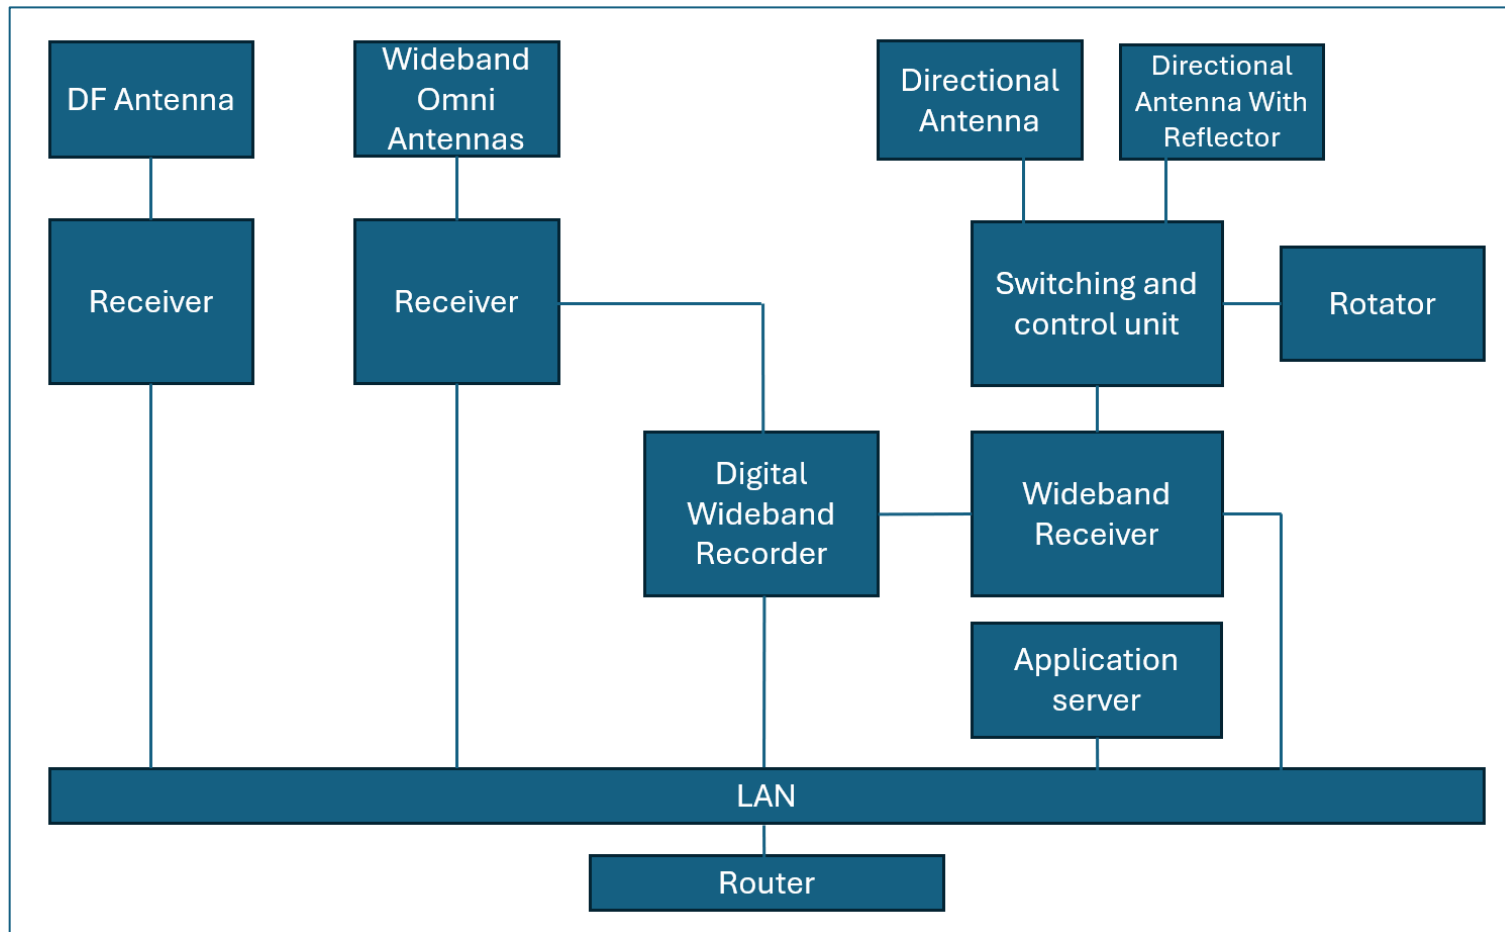 DF Antenna
Wideband
Omni
Antennas
Directional
Antenna
Directional
Antenna With
Reflector
Receiver
Receiver
Switching and
control unit
Rotator
Digital
Wideband
Recorder
Wideband
Receiver
Application
server
LAN
Router